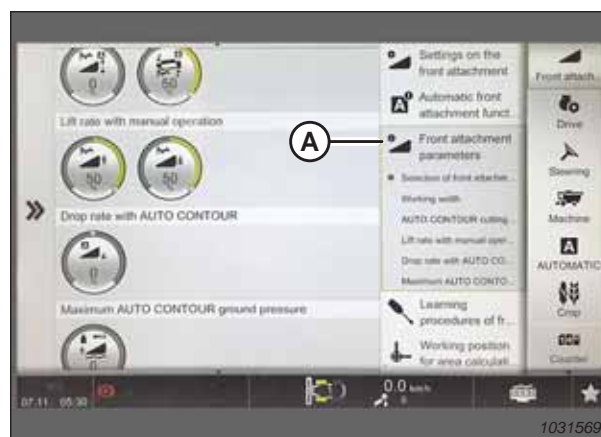 0
50
Lift rate with manual operation
50
50
Drop rate with AUTO CONTOUR
0
Maximum AUTO CONTOUR ground pressure
Settings on the
front attachment
Automatic front
attachment funct.
A
Front attachment
parameters
Selection of front attachm...
Working width
AUTO CONTOUR cutting...
Lift rate with manual oper...
Drop rate with AUTO CO...
Maximum AUTO CONTO...
Learning
procedures of fr...
Working position
for area calculati...
Front attach...
Drive
Steering
Machine
A
AUTOMATIC
Crop
Counter
07.11 05:30
0.0 km/h
1031569